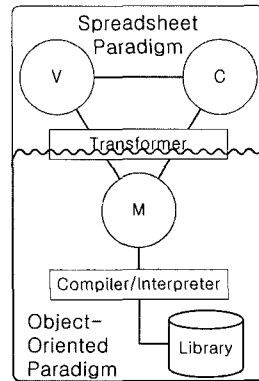 Spreadsheet
Paradigm
V
C
Transformer
M
Compiler/Interpreter
Object-
Oriented
Paradigm
Library